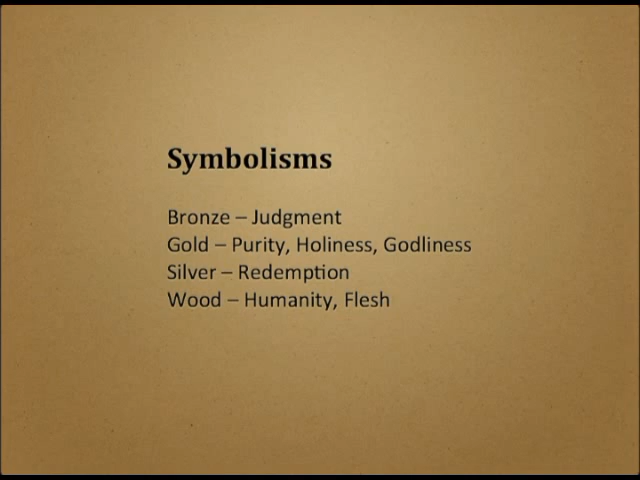 Symbolisms
Bronze – Judgment
Gold – Purity, Holiness, Godliness
Silver – Redemption
Wood – Humanity, Flesh